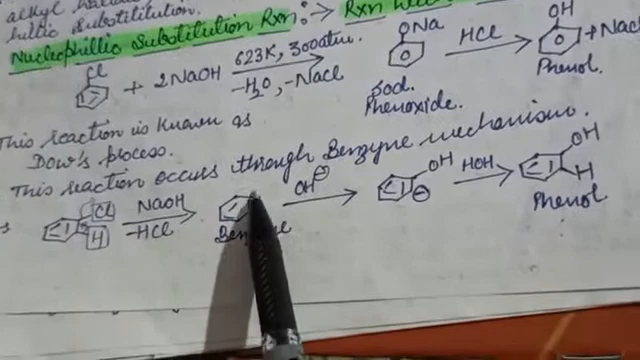 alkyl
hillic Substitution.
Nucleophillic Substitution Rxn:→ Rxn
Cl + 2NaOH 623K, 300atm. -H2O, -NaCl ONa HCl OH + NaCl
Sod. Phenoxide. Phenol.
This reaction is known as
Dow's process.
This reaction occurs through Benzyne mechanism.
Cl H NaOH -HCl OH⊖ OH ⊖ HOH OH H
Phenol